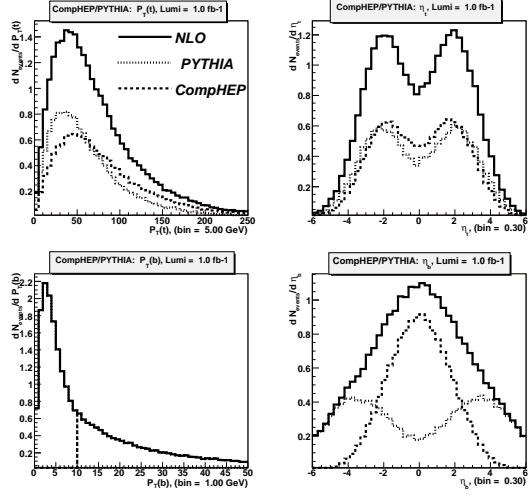 CompHEP/PYTHIA: P_T(t), Lumi = 1.0 fb-1
d N_events/d P_T(t)
NLO
PYTHIA
CompHEP
1.4
1.2
1
0.8
0.6
0.4
0.2
0 50 100 150 200 250
P_T(t), (bin = 5.00 GeV)
CompHEP/PYTHIA: η_t, Lumi = 1.0 fb-1
d N_events/d η_t
1.2
1
0.8
0.6
0.4
0.2
-6 -4 -2 0 2 4 6
η_t, (bin = 0.30)
CompHEP/PYTHIA: P_T(b), Lumi = 1.0 fb-1
d N_events/d P_T(b)
2.2
2
1.8
1.6
1.4
1.2
1
0.8
0.6
0.4
0.2
0 5 10 15 20 25 30 35 40 45 50
P_T(b), (bin = 1.00 GeV)
CompHEP/PYTHIA: η_b, Lumi = 1.0 fb-1
d N_events/d η_b
1
0.8
0.6
0.4
0.2
-6 -4 -2 0 2 4 6
η_b, (bin = 0.30)